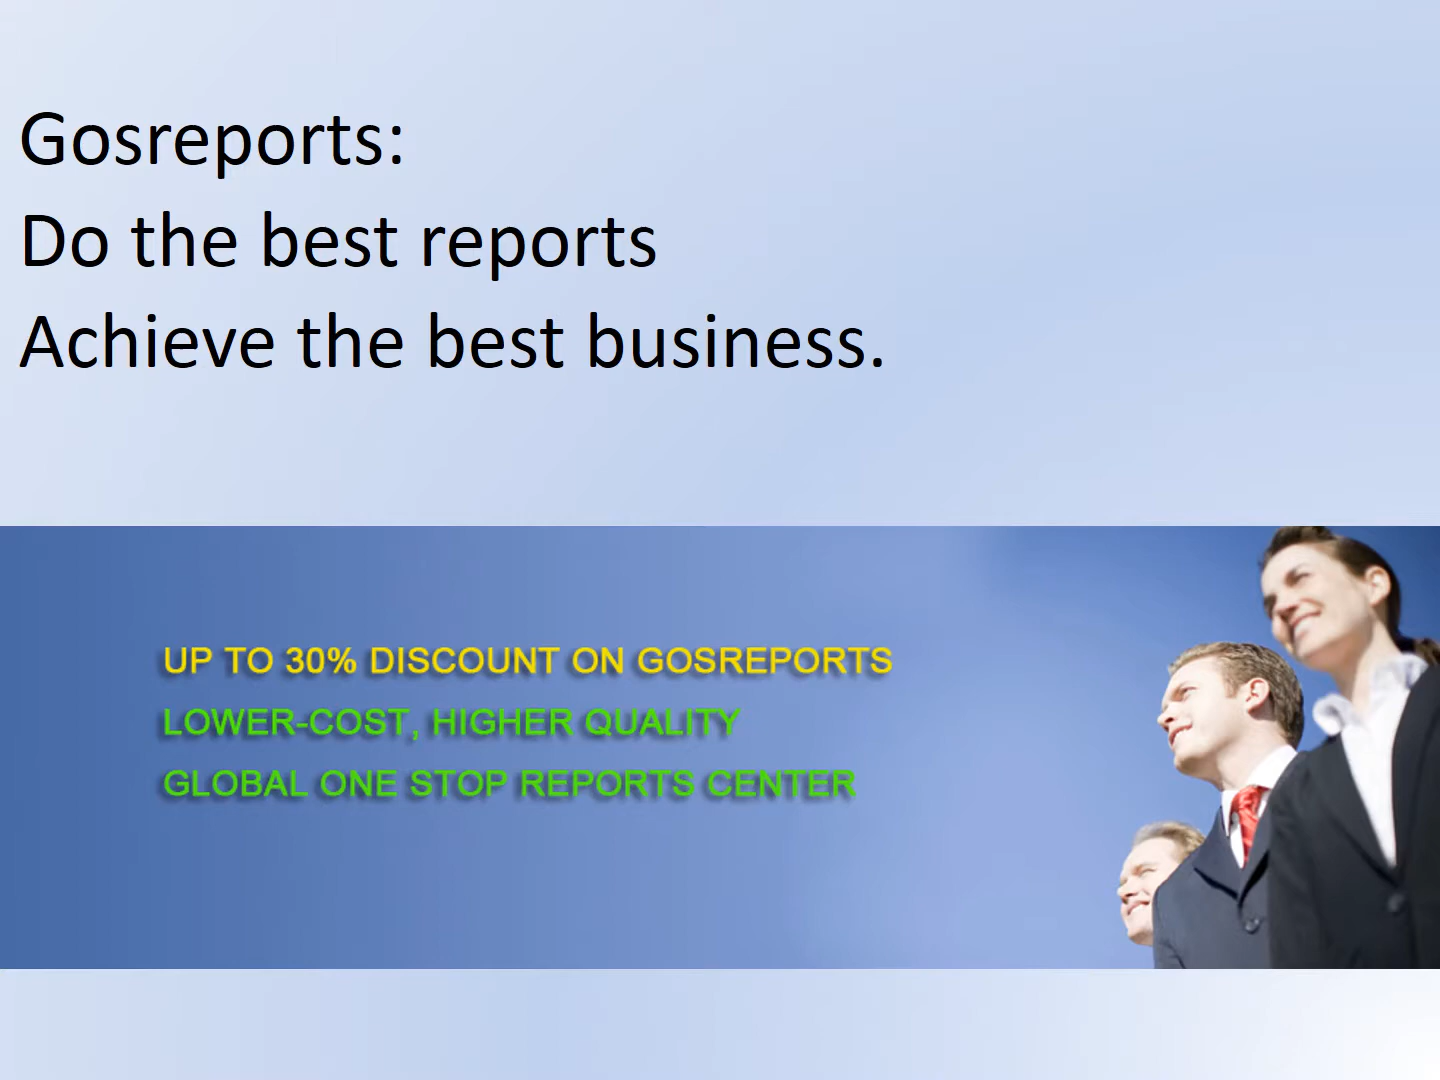 Gosreports:
Do the best reports
Achieve the best business.
UP TO 30% DISCOUNT ON GOSREPORTS
LOWER-COST, HIGHER QUALITY
GLOBAL ONE STOP REPORTS CENTER